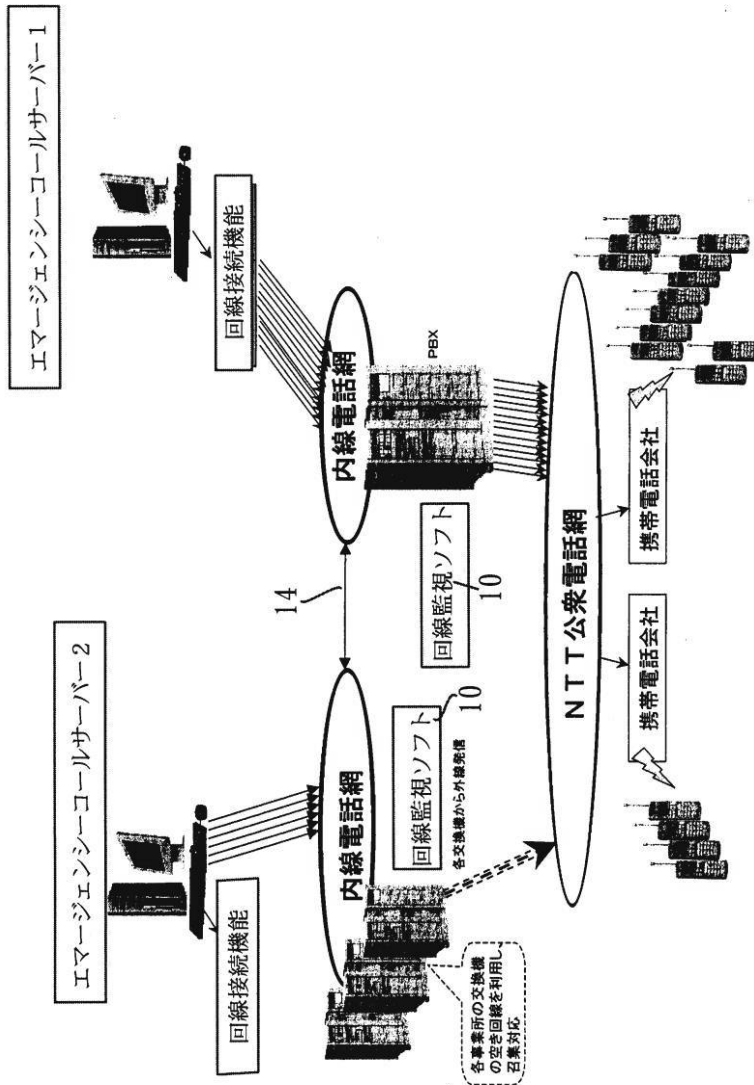 エマージェンシーコールサーバー2
エマージェンシーコールサーバー1
回線接続機能
回線接続機能
内線電話網
14
内線電話網
PBX
回線監視ソフト
10
回線監視ソフト
10
各交換機から外線発信
各事業所の交換機
の空き回線を利用し、
召集対応
NTT公衆電話網
携帯電話会社
携帯電話会社